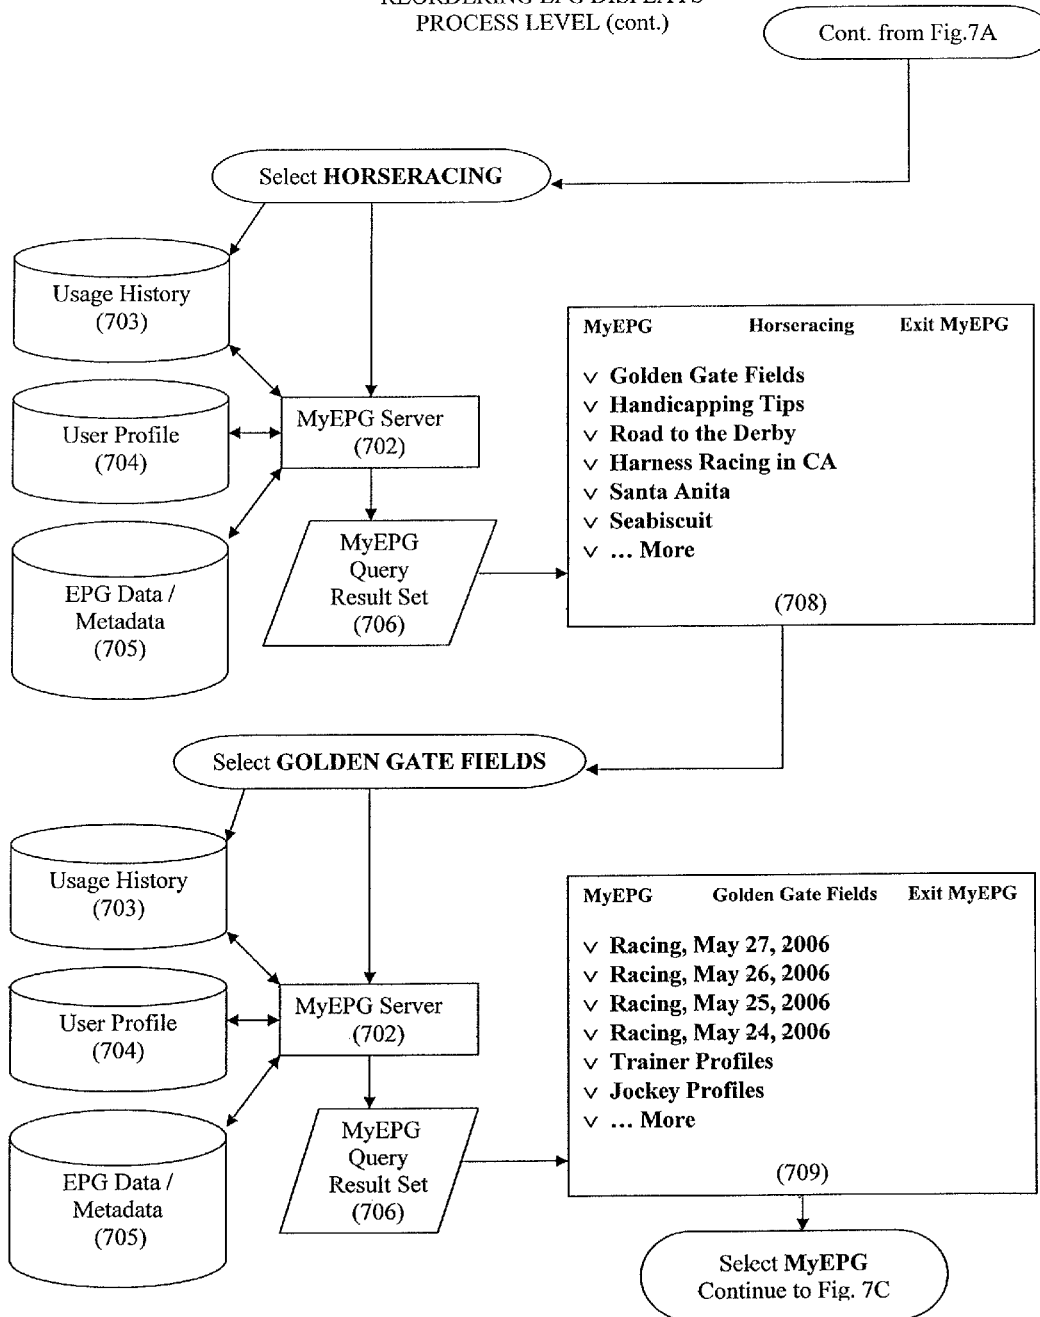 REORDERING EPG DISPLAYS
PROCESS LEVEL (cont.)
Cont. from Fig.7A
Select HORSERACING
Usage History
(703)
User Profile
(704)
EPG Data /
Metadata
(705)
MyEPG Server
(702)
MyEPG
Query
Result Set
(706)
MyEPG Horseracing Exit MyEPG
v Golden Gate Fields
v Handicapping Tips
v Road to the Derby
v Harness Racing in CA
v Santa Anita
v Seabiscuit
v ... More
(708)
Select GOLDEN GATE FIELDS
Usage History
(703)
User Profile
(704)
EPG Data /
Metadata
(705)
MyEPG Server
(702)
MyEPG
Query
Result Set
(706)
MyEPG Golden Gate Fields Exit MyEPG
v Racing, May 27, 2006
v Racing, May 26, 2006
v Racing, May 25, 2006
v Racing, May 24, 2006
v Trainer Profiles
v Jockey Profiles
v ... More
(709)
Select MyEPG
Continue to Fig. 7C